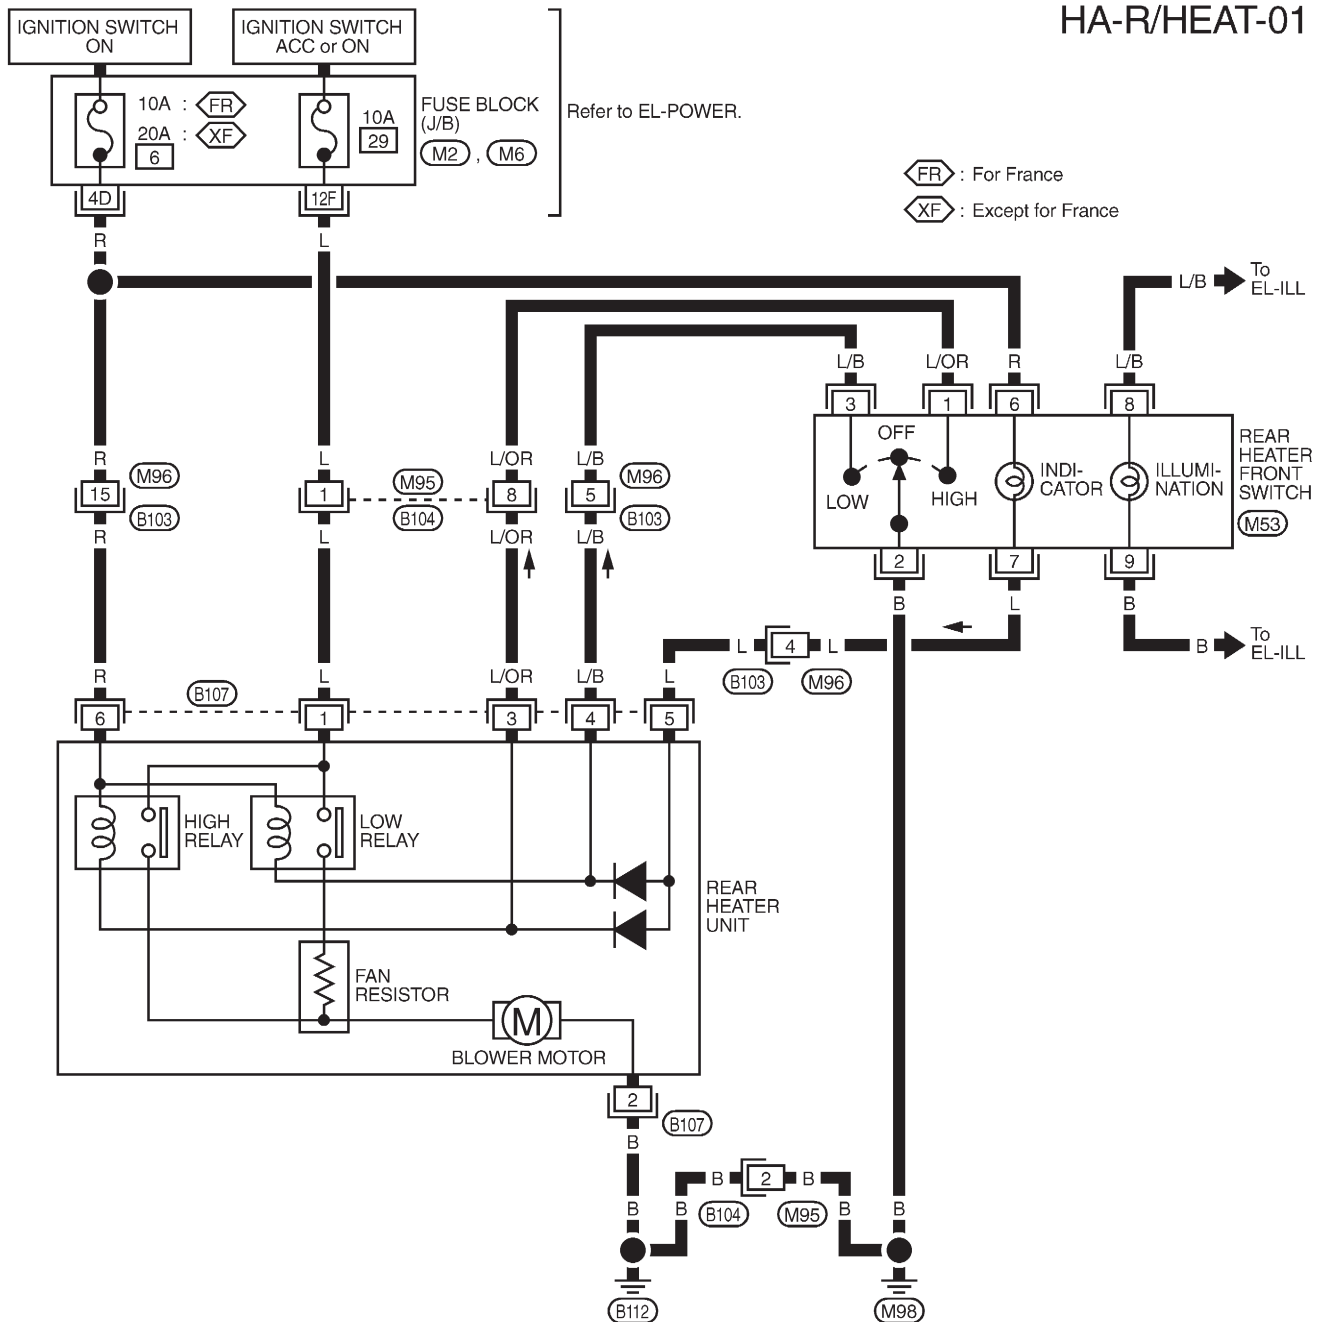 HA-R/HEAT-01
IGNITION SWITCH
ON
IGNITION SWITCH
ACC or ON
10A : FR
20A : XF
6
10A
29
FUSE BLOCK
(J/B)
M2 , M6
Refer to EL-POWER.
FR : For France
XF : Except for France
4D
12F
R
L
L/B
To
EL-ILL
L/B
L/OR
R
L/B
3
1
6
8
OFF
LOW
HIGH
INDI-
CATOR
ILLUMI-
NATION
REAR
HEATER
FRONT
SWITCH
M53
R
L
L/OR
L/B
15
M96
B103
1
M95
B104
8
5
M96
B103
R
L
L/OR
L/B
2
7
9
B
L
B
L
4
L
B103
M96
B
To
EL-ILL
R
L
L/OR
L/B
L
B107
6
1
3
4
5
HIGH
RELAY
LOW
RELAY
REAR
HEATER
UNIT
FAN
RESISTOR
M
BLOWER MOTOR
2
B107
B
B
2
B
B
B
B104
M95
B
B
B112
M98